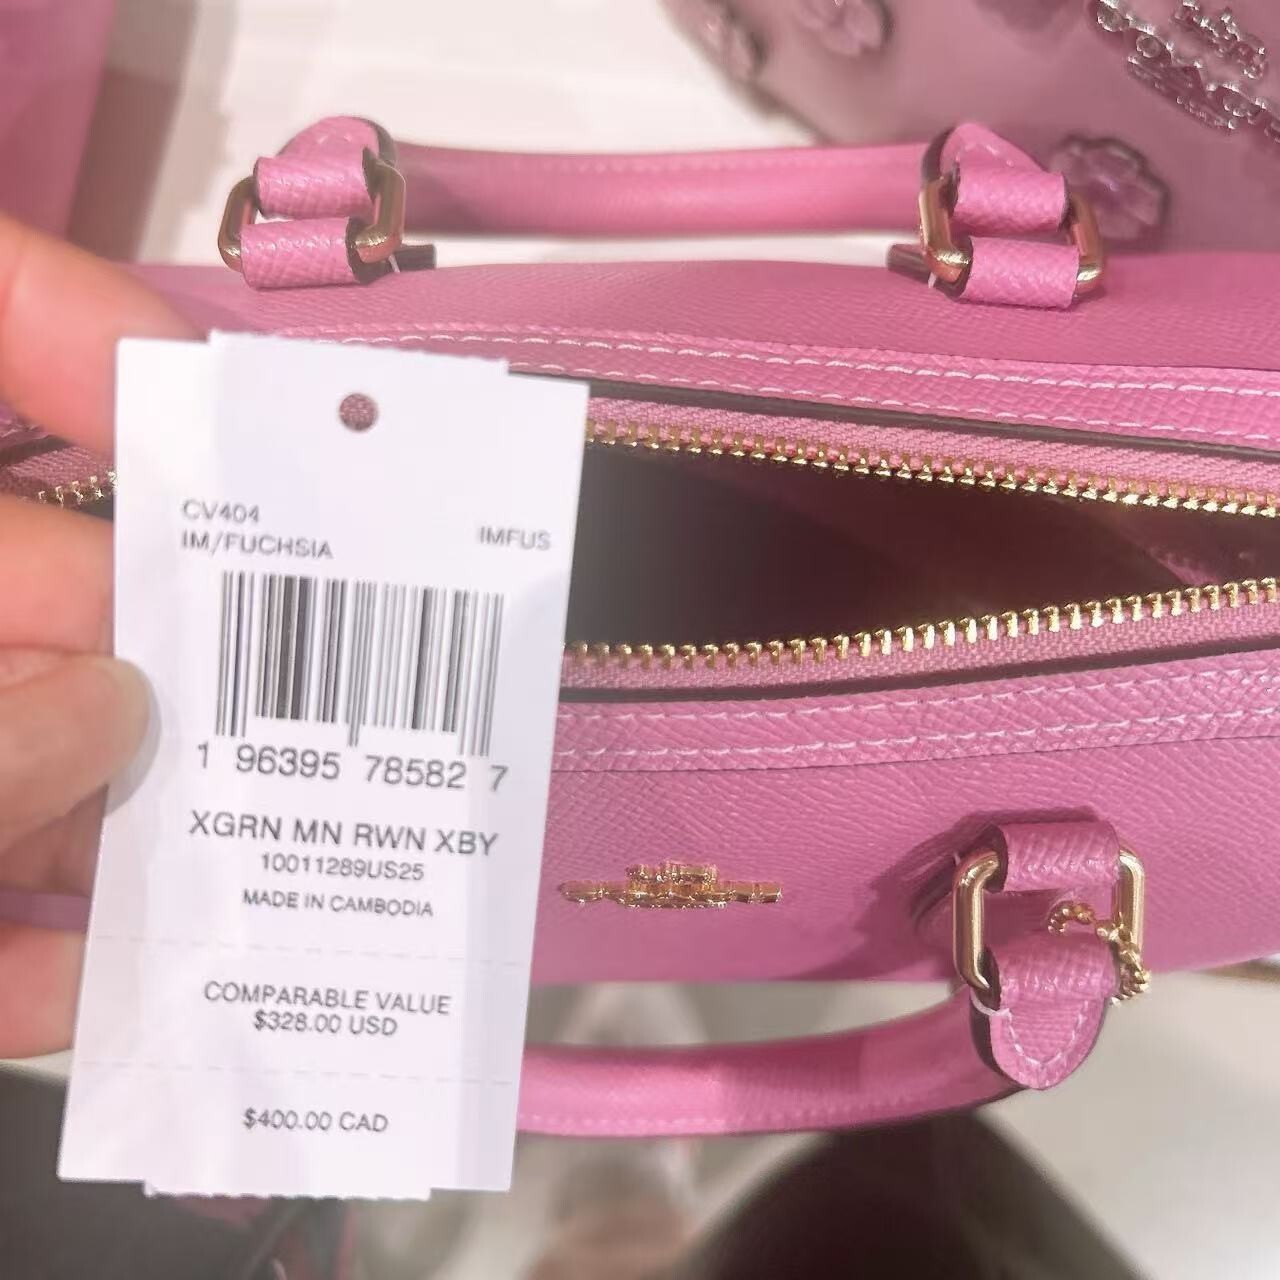 COACH
CV404
IM/FUCHSIA IMFUS
1 96395 78582 7
XGRN MN RWN XBY
10011289US25
MADE IN CAMBODIA
COMPARABLE VALUE
$328.00 USD
$400.00 CAD